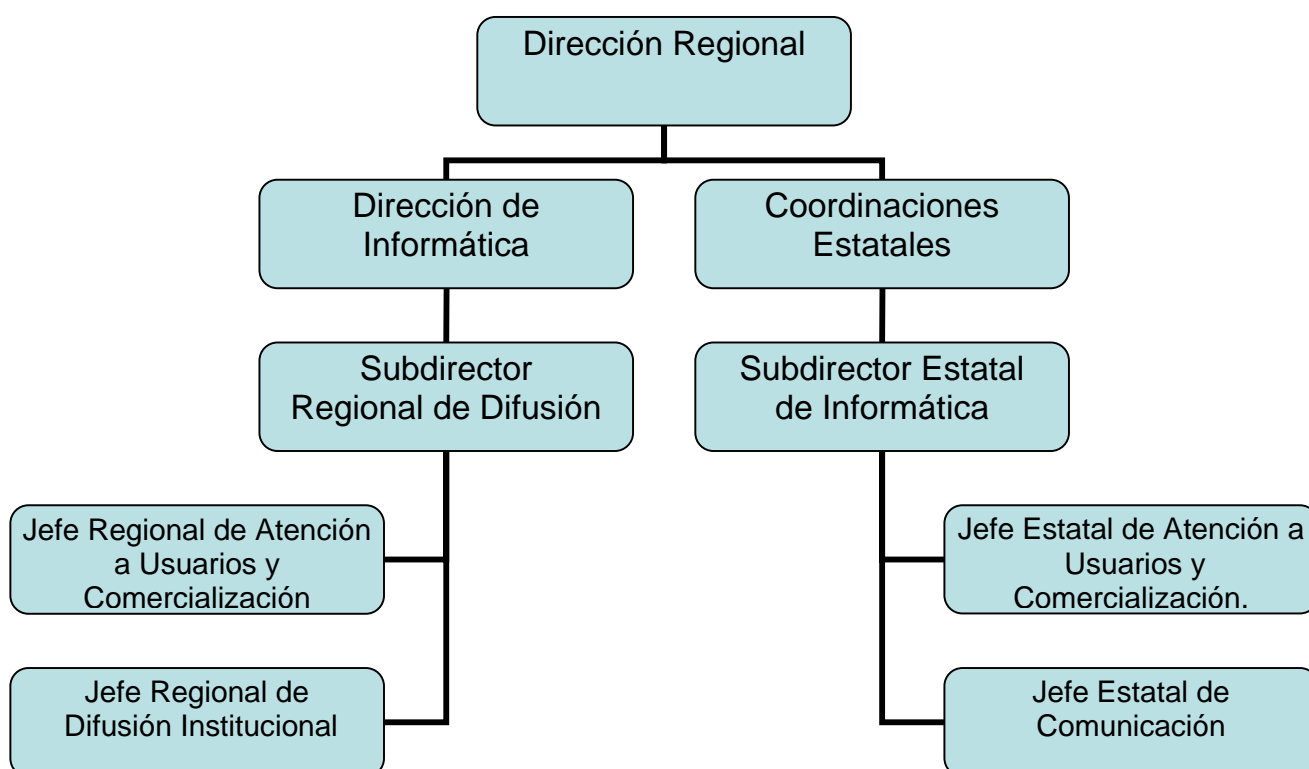 Dirección Regional
Dirección de
Informática
Coordinaciones
Estatales
Subdirector
Regional de Difusión
Subdirector Estatal
de Informática
Jefe Regional de Atención
a Usuarios y
Comercialización
Jefe Estatal de Atención a
Usuarios y
Comercialización.
Jefe Regional de
Difusión Institucional
Jefe Estatal de
Comunicación